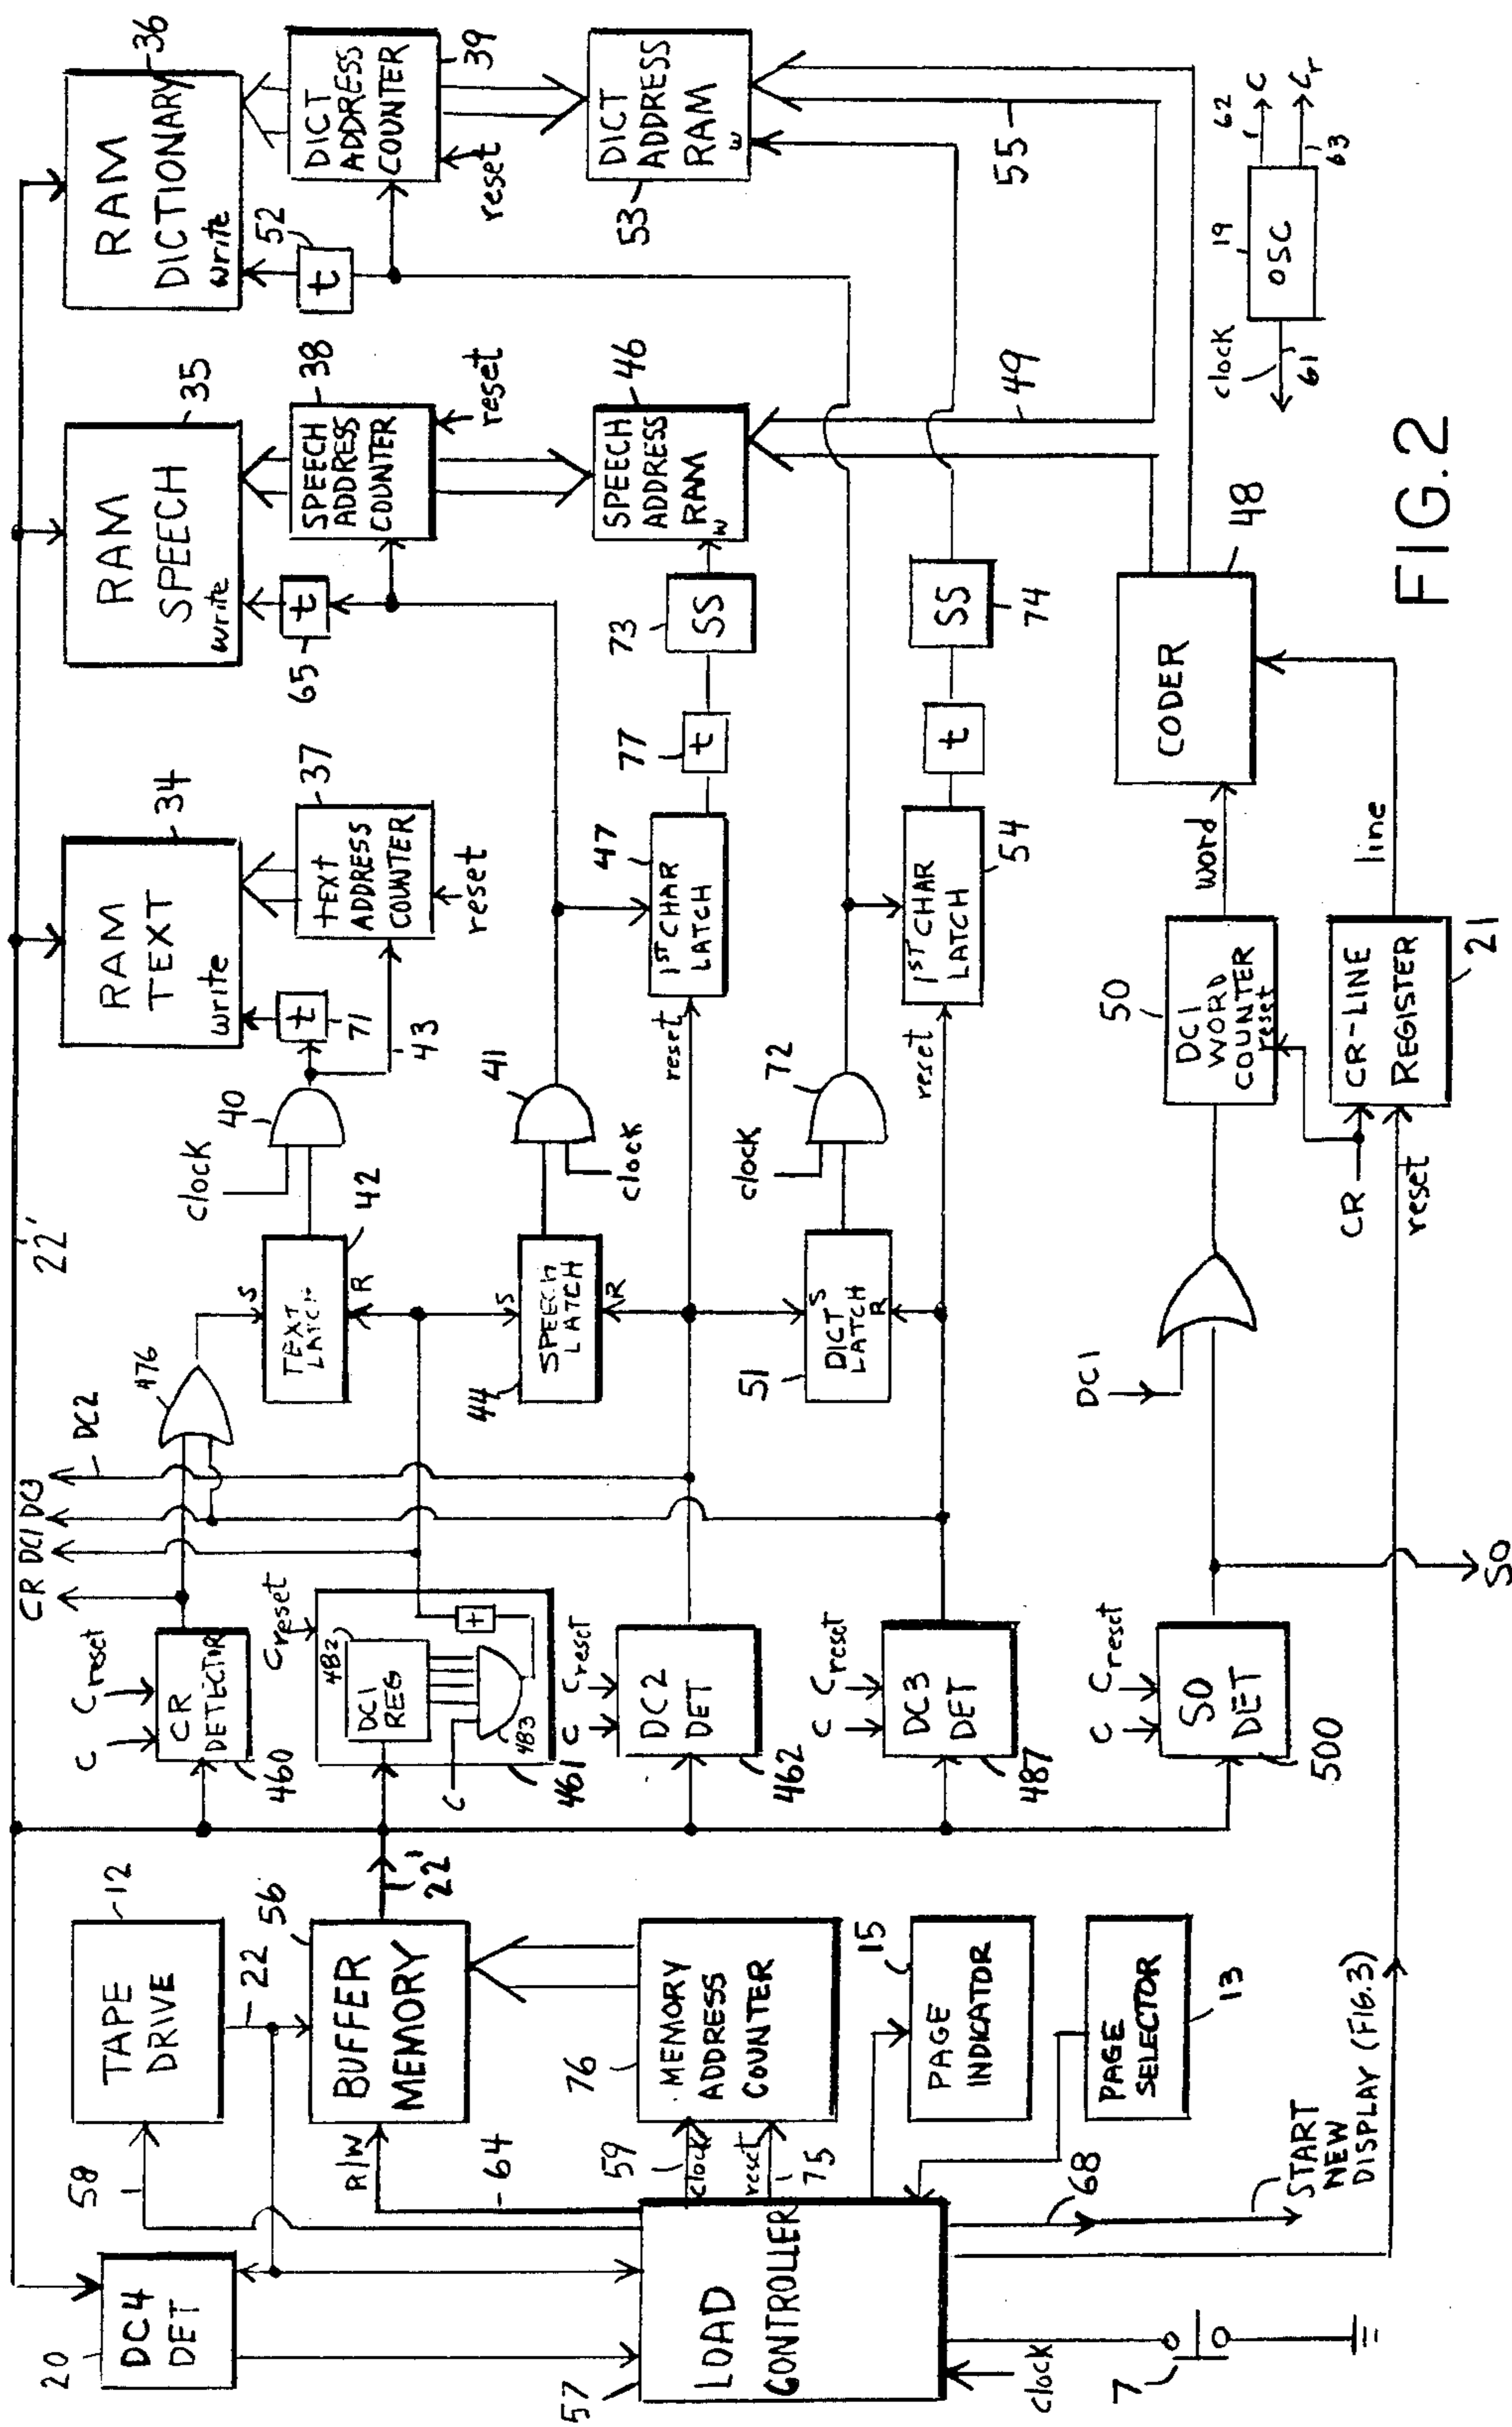 20
DC4
DET
58
TAPE
DRIVE
12
22
22'
57
LOAD
CONTROLLER
clock
7
R/W
64
BUFFER
MEMORY
56
22'
59
clock
reset
75
76
MEMORY
ADDRESS
COUNTER
15
PAGE
INDICATOR
PAGE
SELECTOR
13
68
START
NEW
DISPLAY (FIG.3)
CR
DC1
DC3
DC2
C
Creset
CR
DETECTOR
460
Creset
482
DC1
REG
t
483
C
461
C
Creset
DC2
DET
462
C
Creset
DC3
DET
487
C
Creset
SO
DET
500
SO
476
S
TEXT
LATCH
R
42
clock
40
43
t
71
RAM
TEXT
write
34
TEXT
ADDRESS
COUNTER
37
reset
S
SPEECH
LATCH
R
44
41
clock
65
t
RAM
SPEECH
write
35
SPEECH
ADDRESS
COUNTER
38
reset
reset
1ST CHAR
LATCH
47
77
t
73
SS
SPEECH
ADDRESS
RAM
W
46
49
51
DICT
LATCH
S
R
clock
72
reset
1ST CHAR
LATCH
54
t
SS
74
t
52
RAM
DICTIONARY
write
36
DICT
ADDRESS
COUNTER
39
reset
53
DICT
ADDRESS
RAM
W
55
DC1
50
DC1
WORD
COUNTER
reset
word
CR
reset
CR-LINE
REGISTER
21
line
CODER
48
clock
61
19
OSC
62
C
63
Cr
FIG.2